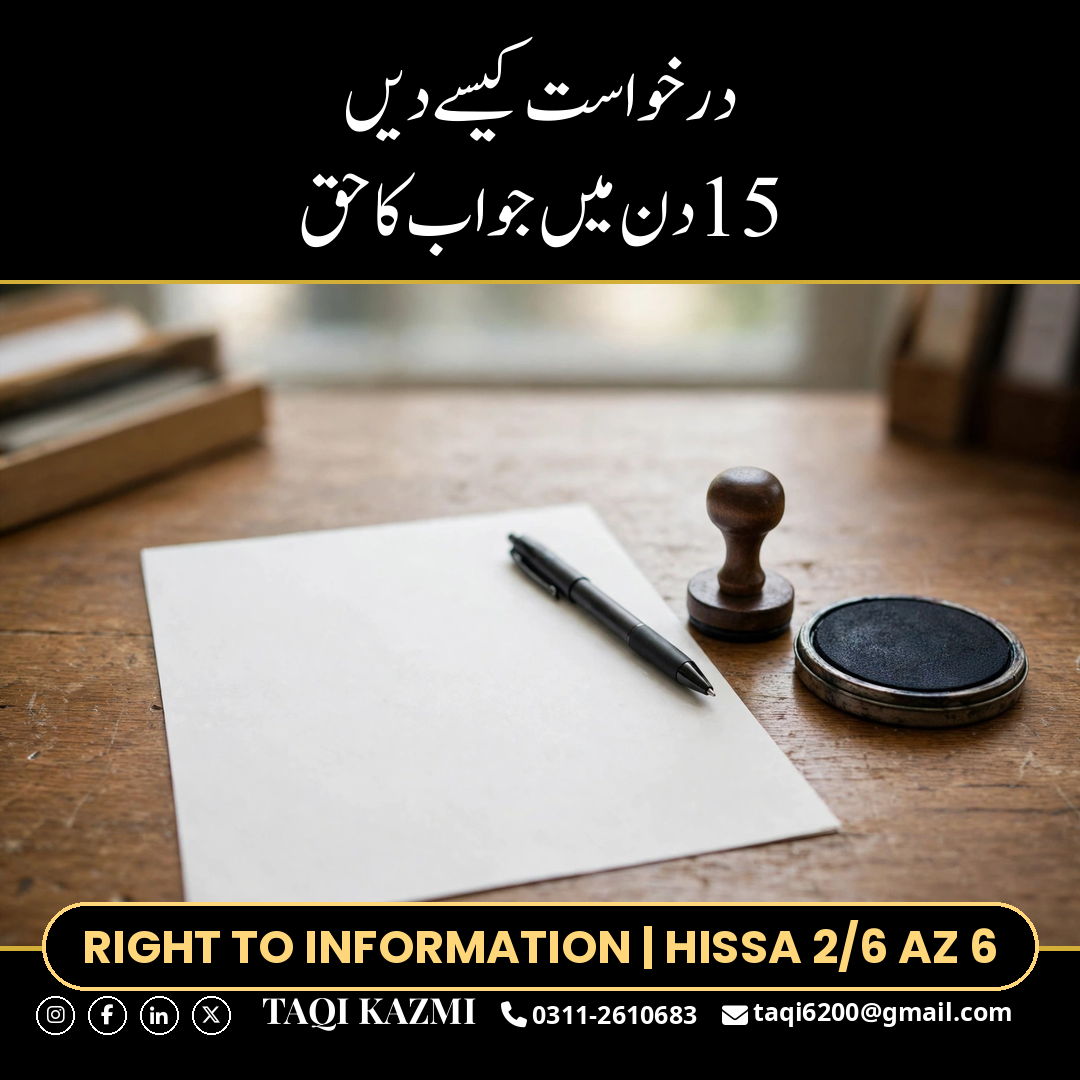 درخواست کیسے دیں
15 دن میں جواب کا حق
RIGHT TO INFORMATION | HISSA 2/6 AZ 6
TAQI KAZMI 0311-2610683 taqi6200@gmail.com